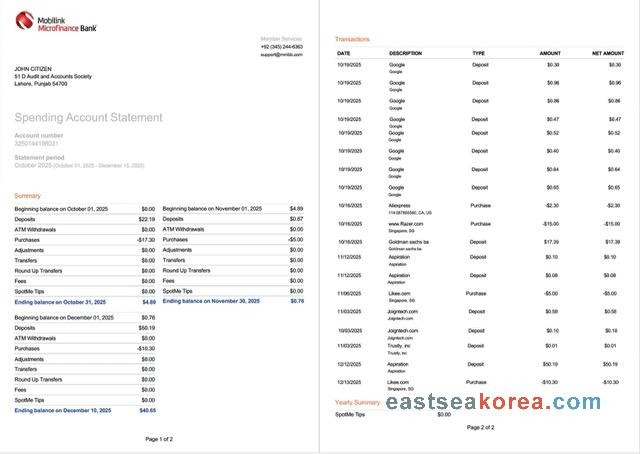 Mobilink
Microfinance Bank
Member Services
+92 (345) 244-6363
support@mmbb.com
JOHN CITIZEN
51 D Audit and Accounts Society
Lahore, Punjab 54700
Spending Account Statement
Account number
3250144198031
Statement period
October 2025 (October 01, 2025 - December 15, 2025)
Summary
Beginning balance on October 01, 2025 $0.00
Deposits $22.19
ATM Withdrawals $0.00
Purchases -$17.30
Adjustments $0.00
Transfers $0.00
Round Up Transfers $0.00
Fees $0.00
SpotMe Tips $0.00
Ending balance on October 31, 2025 $4.89
Beginning balance on November 01, 2025 $4.89
Deposits $0.87
ATM Withdrawals $0.00
Purchases -$5.00
Adjustments $0.00
Transfers $0.00
Round Up Transfers $0.00
Fees $0.00
SpotMe Tips $0.00
Ending balance on November 30, 2025 $0.76
Beginning balance on December 01, 2025 $0.76
Deposits $50.19
ATM Withdrawals $0.00
Purchases -$10.30
Adjustments $0.00
Transfers $0.00
Round Up Transfers $0.00
Fees $0.00
SpotMe Tips $0.00
Ending balance on December 10, 2025 $40.65
Page 1 of 2
Transactions
DATE DESCRIPTION TYPE AMOUNT NET AMOUNT
10/19/2025 Google Deposit $0.30 $0.30
Google
10/19/2025 Google Deposit $0.96 $0.96
Google
10/19/2025 Google Deposit $0.86 $0.86
Google
10/19/2025 Google Deposit $0.47 $0.47
Google
10/19/2025 Google Deposit $0.52 $0.52
Google
10/19/2025 Google Deposit $0.40 $0.40
Google
10/19/2025 Google Deposit $0.64 $0.64
Google
10/19/2025 Google Deposit $0.65 $0.65
Google
10/16/2025 Aliexpress Purchase -$2.30 -$2.30
CA, US
10/16/2025 www.Razer.com Purchase -$15.00 -$15.00
Singapore, SG
10/16/2025 Goldman sachs ba Deposit $17.39 $17.39
Goldman sachs ba
11/12/2025 Aspiration Deposit $0.10 $0.10
Aspiration
11/12/2025 Aspiration Deposit $0.08 $0.08
Aspiration
11/06/2025 Likee.com Purchase -$5.00 -$5.00
Singapore, SG
11/03/2025 Joigntech.com Deposit $0.58 $0.58
Joigntech.com
10/03/2025 Joigntech.com Deposit $0.10 $0.18
Joigntech.com
11/03/2025 Trustly, inc Deposit $0.01 $0.01
Trustly, inc
12/12/2025 Aspiration Deposit $50.19 $50.19
Aspiration
12/13/2025 Likes.com Purchase -$10.30 -$10.30
Singapore, SG
eastseakorea.com
Yearly Summary
SpotMe Tips $0.00
Page 2 of 2